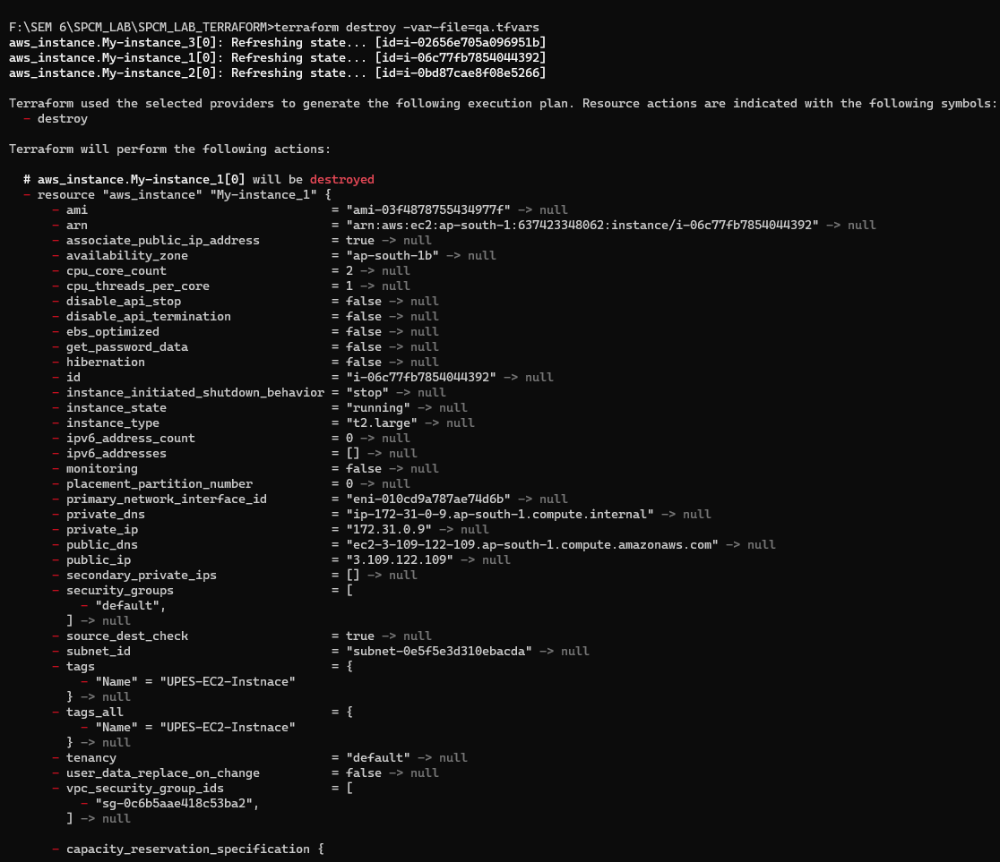 F:\SEM 6\SPCM_LAB\SPCM_LAB_TERRAFORM>terraform destroy -var-file=qa.tfvars
aws_instance.My-instance_3[0]: Refreshing state... [id=i-02656e705a096951b]
aws_instance.My-instance_1[0]: Refreshing state... [id=i-06c77fb7854044392]
aws_instance.My-instance_2[0]: Refreshing state... [id=i-0bd87cae8f08e5266]

Terraform used the selected providers to generate the following execution plan. Resource actions are indicated with the following symbols:
  - destroy

Terraform will perform the following actions:

  # aws_instance.My-instance_1[0] will be destroyed
  - resource "aws_instance" "My-instance_1" {
      - ami                                  = "ami-03f4878755434977f" -> null
      - arn                                  = "arn:aws:ec2:ap-south-1:637423348062:instance/i-06c77fb7854044392" -> null
      - associate_public_ip_address          = true -> null
      - availability_zone                    = "ap-south-1b" -> null
      - cpu_core_count                       = 2 -> null
      - cpu_threads_per_core                 = 1 -> null
      - disable_api_stop                     = false -> null
      - disable_api_termination              = false -> null
      - ebs_optimized                        = false -> null
      - get_password_data                    = false -> null
      - hibernation                          = false -> null
      - id                                   = "i-06c77fb7854044392" -> null
      - instance_initiated_shutdown_behavior = "stop" -> null
      - instance_state                       = "running" -> null
      - instance_type                        = "t2.large" -> null
      - ipv6_address_count                   = 0 -> null
      - ipv6_addresses                       = [] -> null
      - monitoring                           = false -> null
      - placement_partition_number           = 0 -> null
      - primary_network_interface_id         = "eni-010cd9a787ae74d6b" -> null
      - private_dns                          = "ip-172-31-0-9.ap-south-1.compute.internal" -> null
      - private_ip                           = "172.31.0.9" -> null
      - public_dns                           = "ec2-3-109-122-109.ap-south-1.compute.amazonaws.com" -> null
      - public_ip                            = "3.109.122.109" -> null
      - secondary_private_ips                = [] -> null
      - security_groups                      = [
          - "default",
        ] -> null
      - source_dest_check                    = true -> null
      - subnet_id                            = "subnet-0e5f5e3d310ebacda" -> null
      - tags                                 = {
          - "Name" = "UPES-EC2-Instnace"
        } -> null
      - tags_all                             = {
          - "Name" = "UPES-EC2-Instnace"
        } -> null
      - tenancy                              = "default" -> null
      - user_data_replace_on_change          = false -> null
      - vpc_security_group_ids               = [
          - "sg-0c6b5aae418c53ba2",
        ] -> null

      - capacity_reservation_specification {